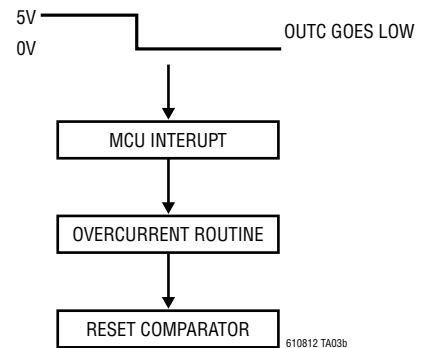 5V
0V
OUTC GOES LOW
MCU INTERUPT
OVERCURRENT ROUTINE
RESET COMPARATOR
610812 TA03b